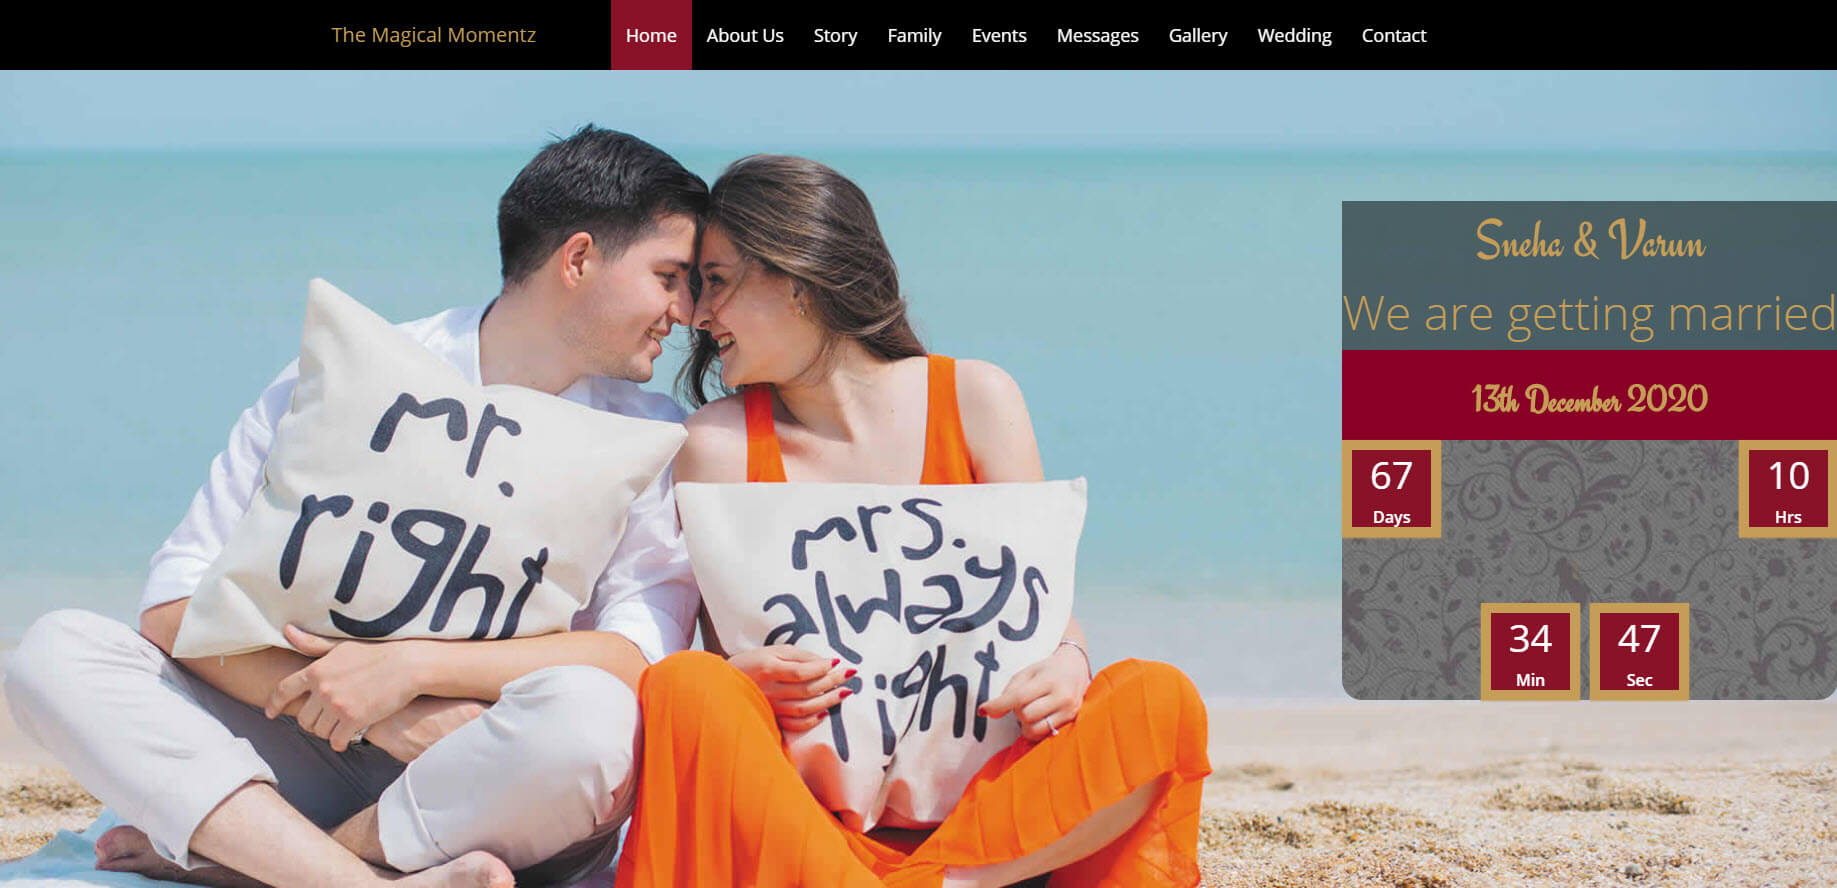 The Magical Momentz
Home About Us Story Family Events Messages Gallery Wedding Contact
Sneha & Varun
We are getting married
13th December 2020
67
Days
10
Hrs
34
Min
47
Sec
mr.
right
mrs.
always
right